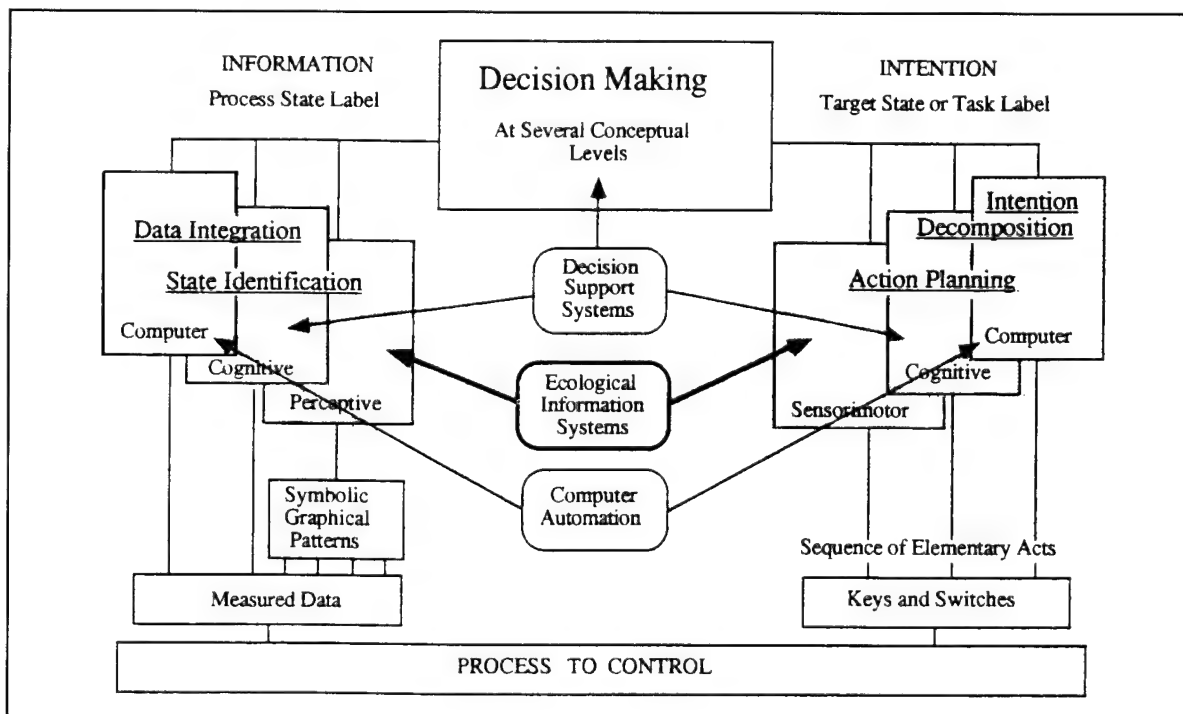 INFORMATION
Process State Label
Decision Making
At Several Conceptual
Levels
INTENTION
Target State or Task Label
Data Integration
State Identification
Computer
Cognitive
Perceptive
Decision
Support
Systems
Ecological
Information
Systems
Computer
Automation
Intention
Decomposition
Action Planning
Computer
Cognitive
Sensorimotor
Symbolic
Graphical
Patterns
Sequence of Elementary Acts
Measured Data
Keys and Switches
PROCESS TO CONTROL